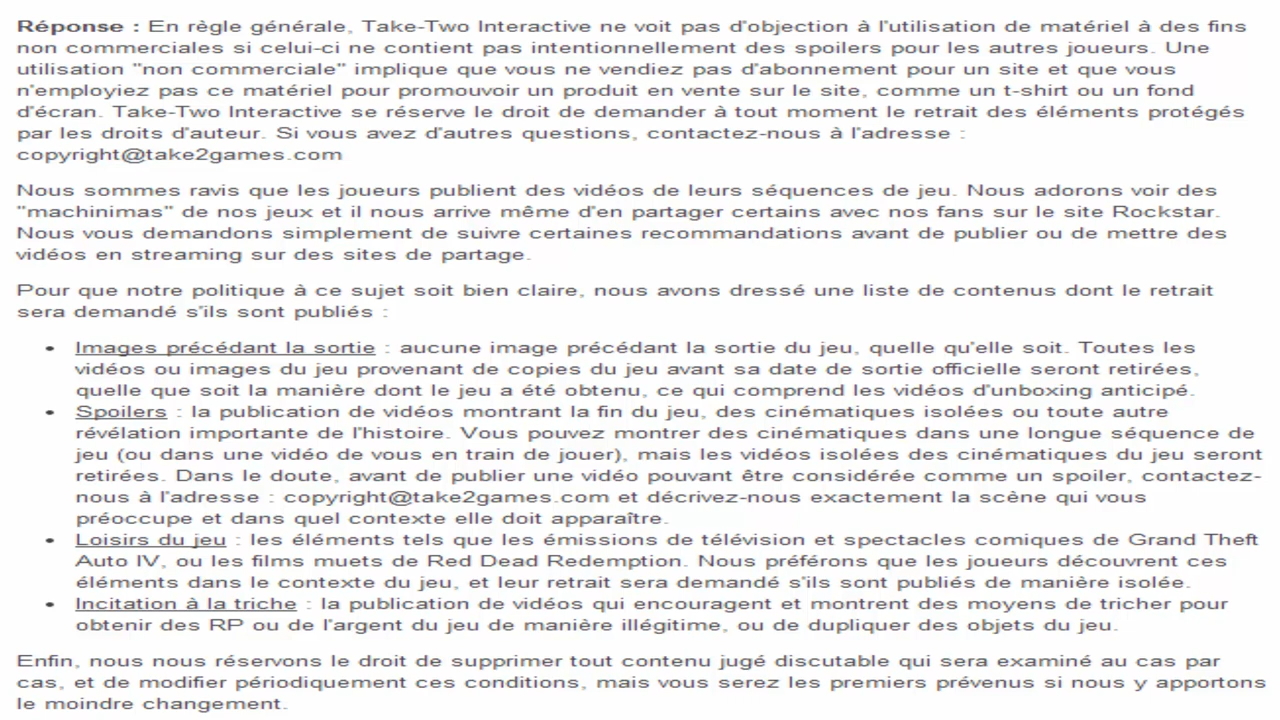 Réponse : En règle générale, Take-Two Interactive ne voit pas d'objection à l'utilisation de matériel à des fins
non commerciales si celui-ci ne contient pas intentionnellement des spoilers pour les autres joueurs. Une
utilisation "non commerciale" implique que vous ne vendiez pas d'abonnement pour un site et que vous
n'employiez pas ce matériel pour promouvoir un produit en vente sur le site, comme un t-shirt ou un fond
d'écran. Take-Two Interactive se réserve le droit de demander à tout moment le retrait des éléments protégés
par les droits d'auteur. Si vous avez d'autres questions, contactez-nous à l'adresse :
copyright@take2games.com
Nous sommes ravis que les joueurs publient des vidéos de leurs séquences de jeu. Nous adorons voir des
"machinimas" de nos jeux et il nous arrive même d'en partager certains avec nos fans sur le site Rockstar.
Nous vous demandons simplement de suivre certaines recommandations avant de publier ou de mettre des
vidéos en streaming sur des sites de partage.
Pour que notre politique à ce sujet soit bien claire, nous avons dressé une liste de contenus dont le retrait
sera demandé s'ils sont publiés :
• Images précédant la sortie : aucune image précédant la sortie du jeu, quelle qu'elle soit. Toutes les
vidéos ou images du jeu provenant de copies du jeu avant sa date de sortie officielle seront retirées,
quelle que soit la manière dont le jeu a été obtenu, ce qui comprend les vidéos d'unboxing anticipé.
• Spoilers : la publication de vidéos montrant la fin du jeu, des cinématiques isolées ou toute autre
révélation importante de l'histoire. Vous pouvez montrer des cinématiques dans une longue séquence de
jeu (ou dans une vidéo de vous en train de jouer), mais les vidéos isolées des cinématiques du jeu seront
retirées. Dans le doute, avant de publier une vidéo pouvant être considérée comme un spoiler, contactez-
nous à l'adresse : copyright@take2games.com et décrivez-nous exactement la scène qui vous
préoccupe et dans quel contexte elle doit apparaître.
• Loisirs du jeu : les éléments tels que les émissions de télévision et spectacles comiques de Grand Theft
Auto IV, ou les films muets de Red Dead Redemption. Nous préférons que les joueurs découvrent ces
éléments dans le contexte du jeu, et leur retrait sera demandé s'ils sont publiés de manière isolée.
• Incitation à la triche : la publication de vidéos qui encouragent et montrent des moyens de tricher pour
obtenir des RP ou de l'argent du jeu de manière illégitime, ou de dupliquer des objets du jeu.
Enfin, nous nous réservons le droit de supprimer tout contenu jugé discutable qui sera examiné au cas par
cas, et de modifier périodiquement ces conditions, mais vous serez les premiers prévenus si nous y apportons
le moindre changement.